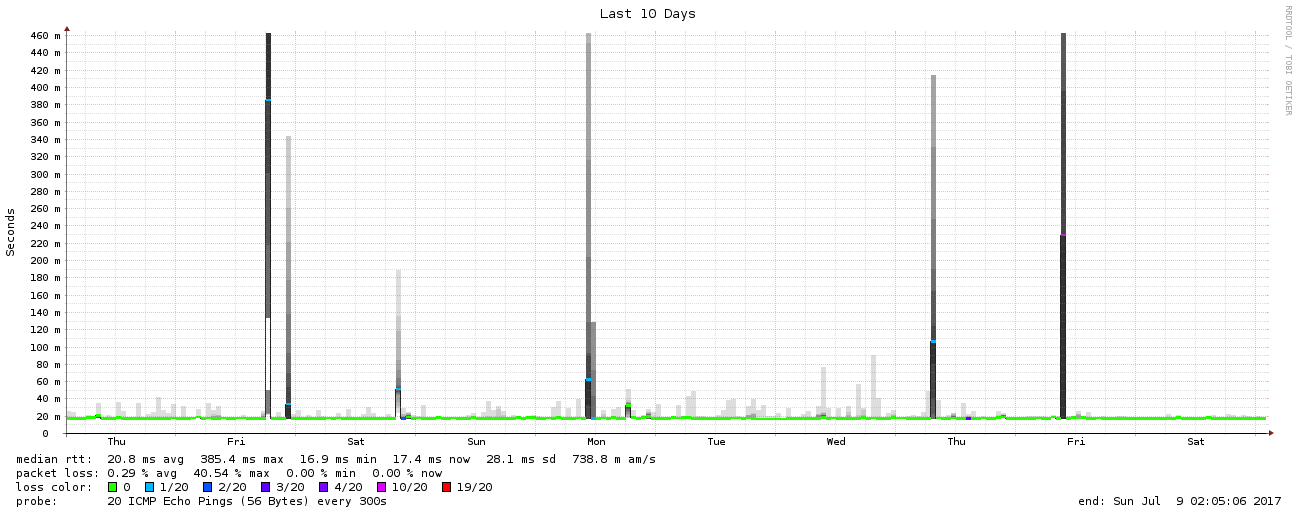 Last 10 Days
RRDTOOL / TOBI OETIKER
Seconds
460 m
440 m
420 m
400 m
380 m
360 m
340 m
320 m
300 m
280 m
260 m
240 m
220 m
200 m
180 m
160 m
140 m
120 m
100 m
80 m
60 m
40 m
20 m
0
Thu Fri Sat Sun Mon Tue Wed Thu Fri Sat
median rtt: 20.8 ms avg 385.4 ms max 16.9 ms min 17.4 ms now 28.1 ms sd 738.8 m am/s
packet loss: 0.29 % avg 40.54 % max 0.00 % min 0.00 % now
loss color: 0 1/20 2/20 3/20 4/20 10/20 19/20
probe: 20 ICMP Echo Pings (56 Bytes) every 300s end: Sun Jul 9 02:05:06 2017